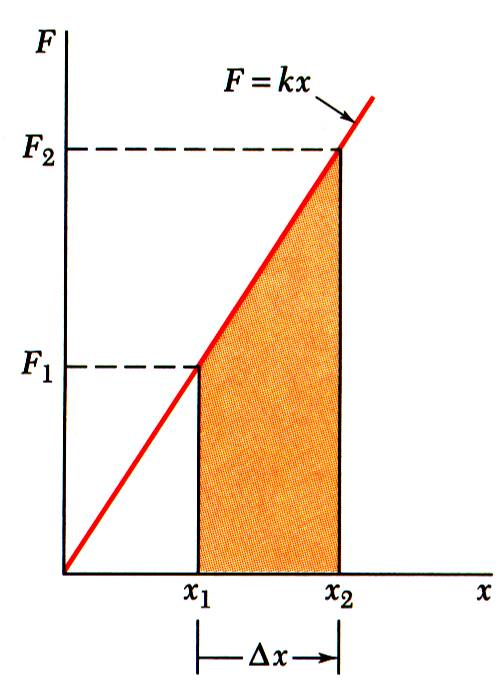 F
F = kx
F₂
F₁
x₁
x₂
x
Δx